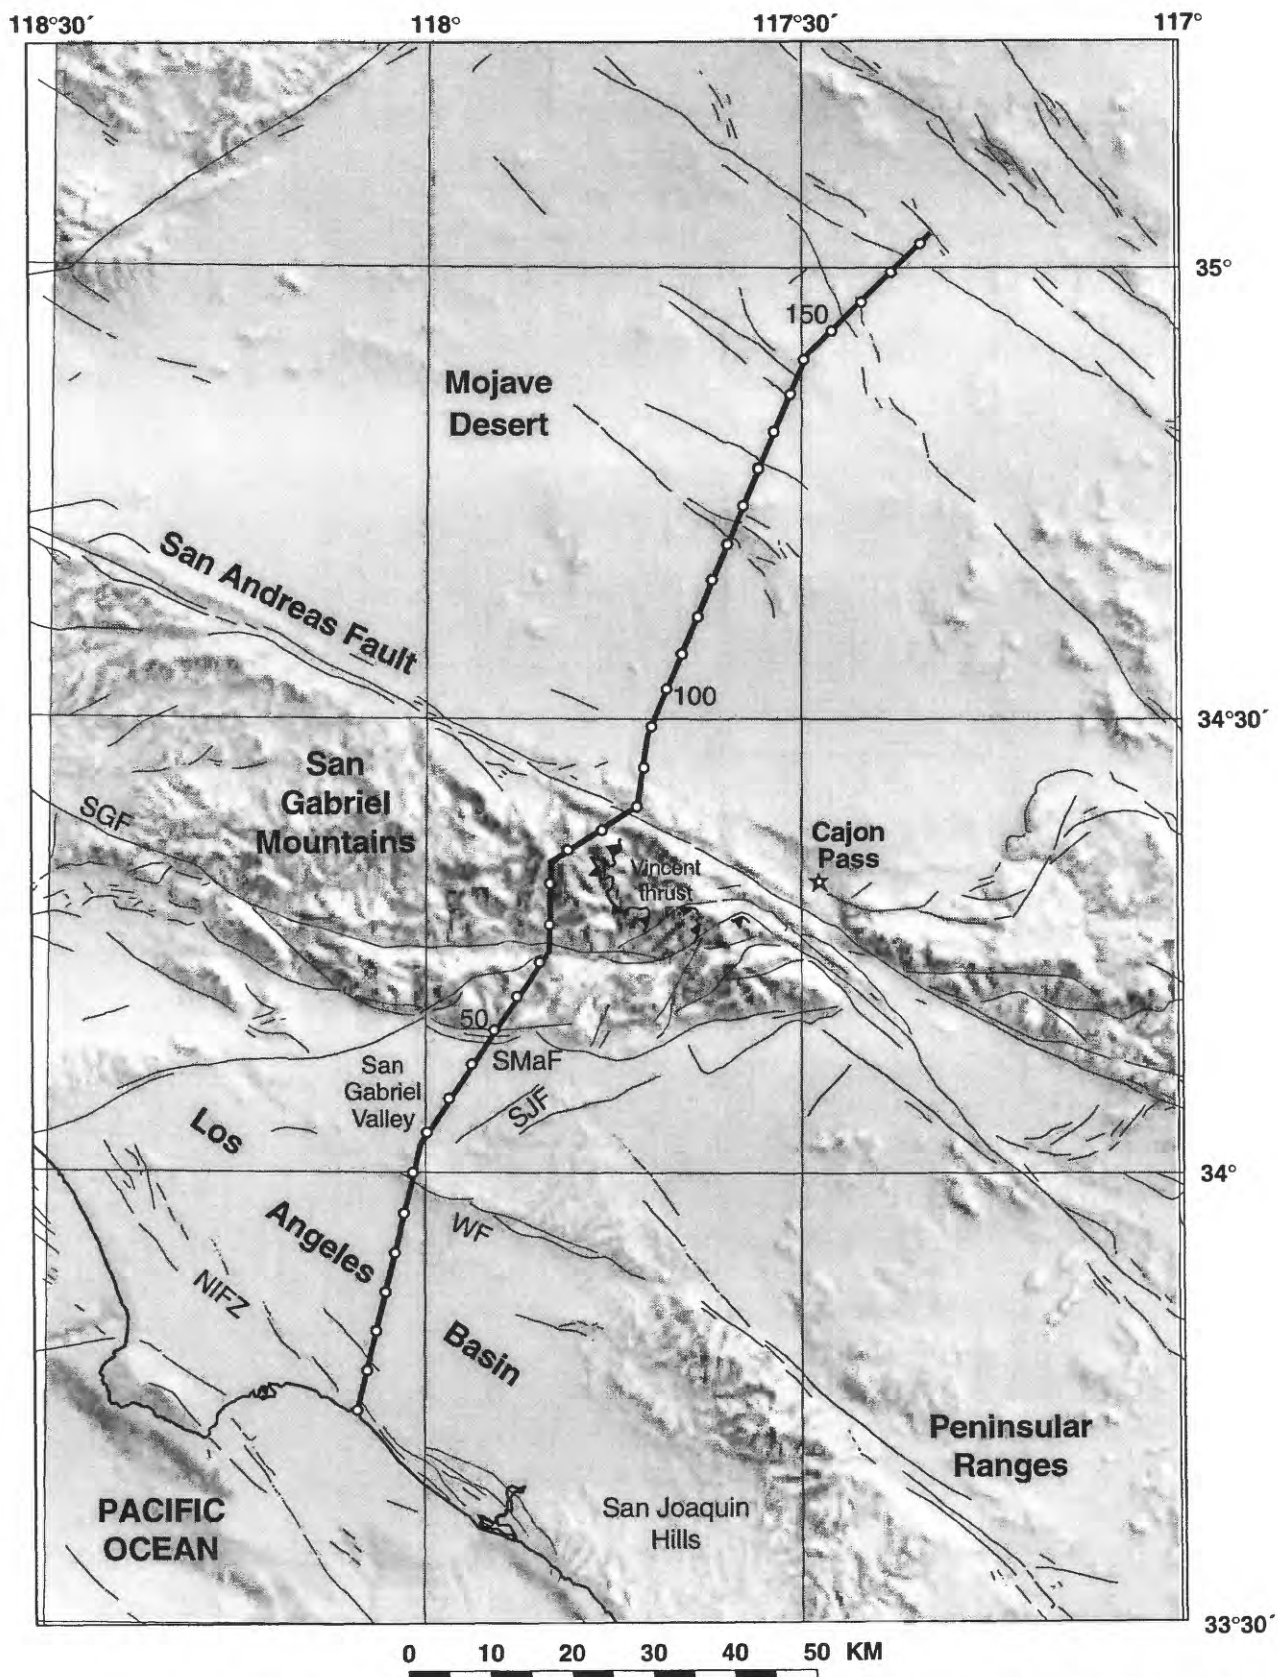 118°30´
118°
117°30´
117°
35°
150
Mojave
Desert
San Andreas Fault
100
34°30´
San
Gabriel
Mountains
SGF
Cajon
Pass
Vincent
thrust
50
SMaF
San
Gabriel
Valley
SJF
Los
34°
Angeles
WF
NIFZ
Basin
Peninsular
Ranges
PACIFIC
OCEAN
San Joaquin
Hills
33°30´
0 10 20 30 40 50 KM